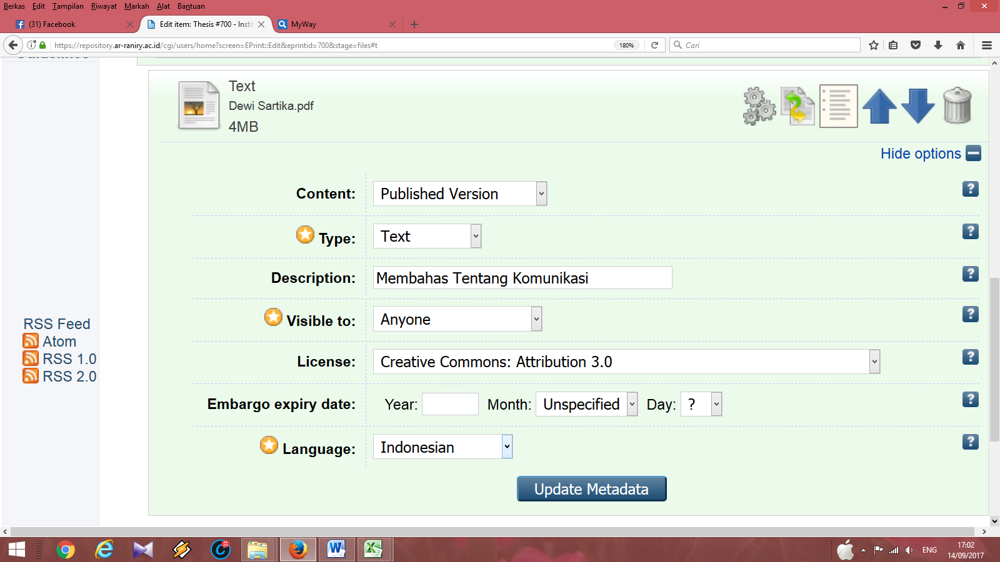 Berkas Edit Tampilan Riwayat Markah Alat Bantuan
(31) Facebook
Edit item: Thesis #700 - Insti
MyWay
https://repository.ar-raniry.ac.id/cgi/users/home?screen=EPrint::Edit&eprintid=700&stage=files#t
180%
Cari
Text
Dewi Sartika.pdf
4MB
Hide options
Content: Published Version
Type: Text
Description: Membahas Tentang Komunikasi
Visible to: Anyone
License: Creative Commons: Attribution 3.0
Embargo expiry date: Year: Month: Unspecified Day: ?
Language: Indonesian
Update Metadata
RSS Feed
Atom
RSS 1.0
RSS 2.0
ENG
17:02
14/09/2017